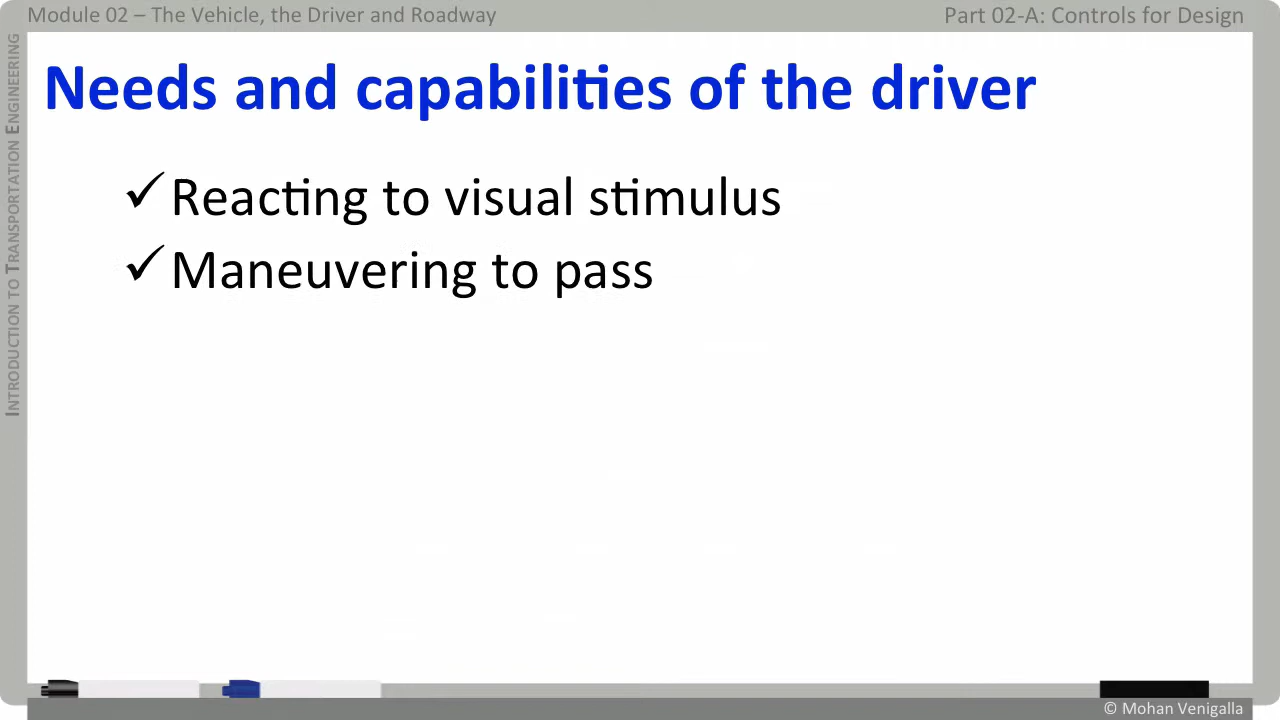 Module 02 – The Vehicle, the Driver and Roadway
Part 02-A: Controls for Design
INTRODUCTION TO TRANSPORTATION ENGINEERING
Needs and capabilities of the driver
✓Reacting to visual stimulus
✓Maneuvering to pass
© Mohan Venigalla